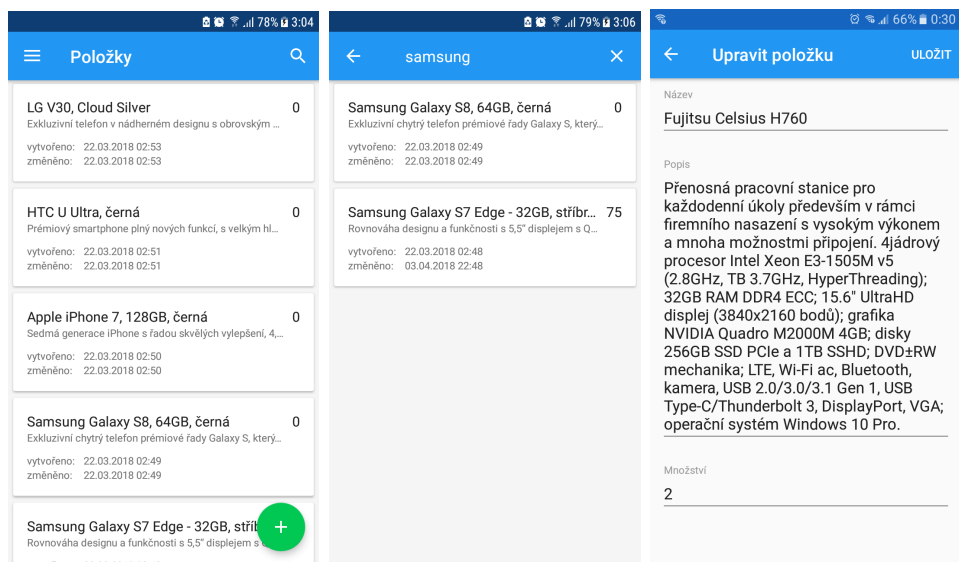 78% 3:04
Položky
LG V30, Cloud Silver 0
Exkluzivní telefon v nádherném designu s obrovským ...
vytvořeno: 22.03.2018 02:53
změněno: 22.03.2018 02:53
HTC U Ultra, černá 0
Prémiový smartphone plný nových funkcí, s velkým hl...
vytvořeno: 22.03.2018 02:51
změněno: 22.03.2018 02:51
Apple iPhone 7, 128GB, černá 0
Sedmá generace iPhone s řadou skvělých vylepšení, 4,...
vytvořeno: 22.03.2018 02:50
změněno: 22.03.2018 02:50
Samsung Galaxy S8, 64GB, černá 0
Exkluzivní chytrý telefon prémiové řady Galaxy S, který...
vytvořeno: 22.03.2018 02:49
změněno: 22.03.2018 02:49
Samsung Galaxy S7 Edge - 32GB, stříb
Rovnováha designu a funkčnosti s 5,5” displejem s
79% 3:06
samsung
Samsung Galaxy S8, 64GB, černá 0
Exkluzivní chytrý telefon prémiové řady Galaxy S, který...
vytvořeno: 22.03.2018 02:49
změněno: 22.03.2018 02:49
Samsung Galaxy S7 Edge - 32GB, stříbr... 75
Rovnováha designu a funkčnosti s 5,5” displejem s Q...
vytvořeno: 22.03.2018 02:48
změněno: 03.04.2018 22:48
66% 0:30
Upravit položku ULOŽIT
Název
Fujitsu Celsius H760
Popis
Přenosná pracovní stanice pro
každodenní úkoly především v rámci
firemního nasazení s vysokým výkonem
a mnoha možnostmi připojení. 4jádrový
procesor Intel Xeon E3-1505M v5
(2.8GHz, TB 3.7GHz, HyperThreading);
32GB RAM DDR4 ECC; 15.6" UltraHD
displej (3840x2160 bodů); grafika
NVIDIA Quadro M2000M 4GB; disky
256GB SSD PCIe a 1TB SSHD; DVD±RW
mechanika; LTE, Wi-Fi ac, Bluetooth,
kamera, USB 2.0/3.0/3.1 Gen 1, USB
Type-C/Thunderbolt 3, DisplayPort, VGA;
operační systém Windows 10 Pro.
Množství
2